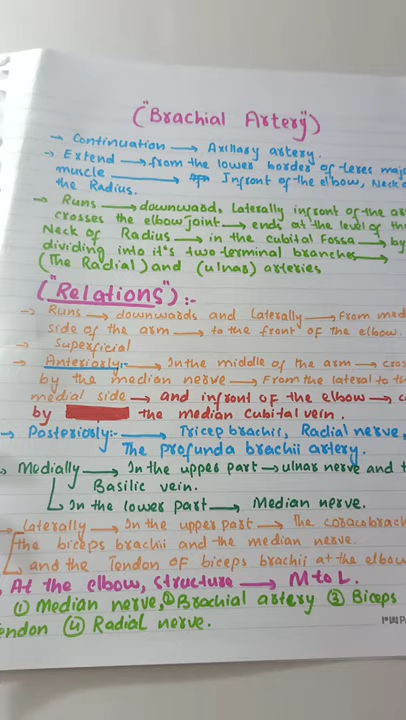 ("Brachial Artery")
→ Continuation → Axillary artery.
→ Extend → from the lower border of teres
muscle → Infront of the elbow, Neck
the Radius.
→ Runs → downward, laterally infront of the
crosses the elbow joint → ends at the level of
Neck of Radius → in the cubital Fossa → by
dividing into it's two terminal branches →
(The Radial) and (ulnar) arteries
("Relations") :-
→ Runs → downwards and laterally → From
side of the arm → to the front of the elbow.
→ Superficial
→ Anteriorly: → In the middle of the arm →
by the median nerve → From the lateral to
medial side → and infront of the elbow →
by the median cubital vein.
→ Posteriorly:- → Tricep brachii, Radial nerve,
The profunda brachii artery.
→ Medially → In the upper part → ulnar nerve and
Basilic vein.
In the lower part → Median nerve.
→ Laterally → In the upper part → The
the biceps brachii and the median nerve.
and the Tendon of biceps brachii at the elbow
At the elbow, structure → M to L.
① Median nerve, ② Brachial artery ③ Biceps
④ Radial nerve.